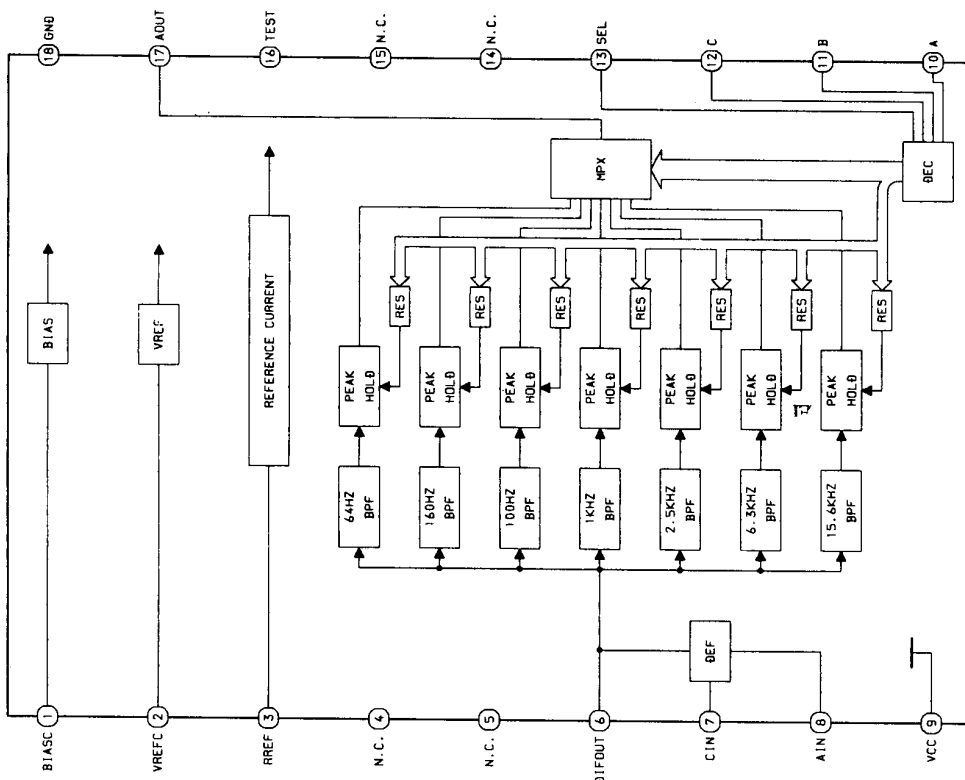 BIASC 1
VREFC 2
RREF 3
N.C. 4
N.C. 5
DIFOUT 6
CIN 7
AIN 8
VCC 9
18 GND
17 AOUT
16 TEST
15 N.C.
14 N.C.
13 SEL
12 C
11 B
10 A
BIAS
VREF
REFERENCE CURRENT
64HZ
BPF
160HZ
BPF
100HZ
BPF
1KHZ
BPF
2.5KHZ
BPF
6.3KHZ
BPF
15.6KHZ
BPF
PEAK
HOLD
PEAK
HOLD
PEAK
HOLD
PEAK
HOLD
PEAK
HOLD
PEAK
HOLD
PEAK
HOLD
RES
RES
RES
RES
RES
RES
RES
MPX
DEC
DEF